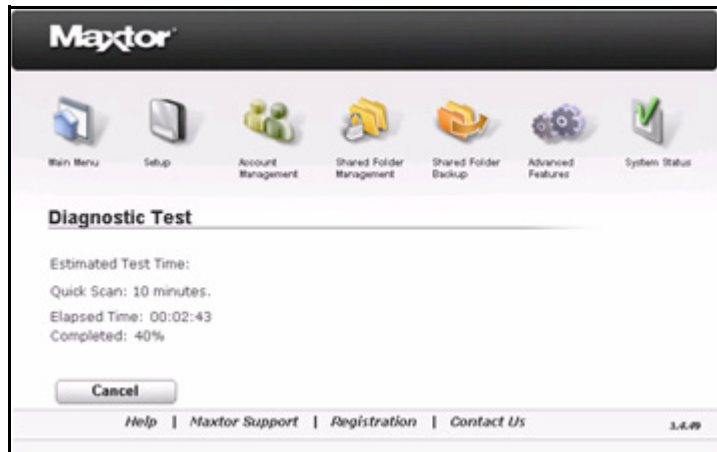 Maxtor
Main Menu
Setup
Account Management
Shared Folder Management
Shared Folder Backup
Advanced Features
System Status
Diagnostic Test
Estimated Test Time:
Quick Scan: 10 minutes.
Elapsed Time: 00:02:43
Completed: 40%
Cancel
Help | Maxtor Support | Registration | Contact Us
3.4.49